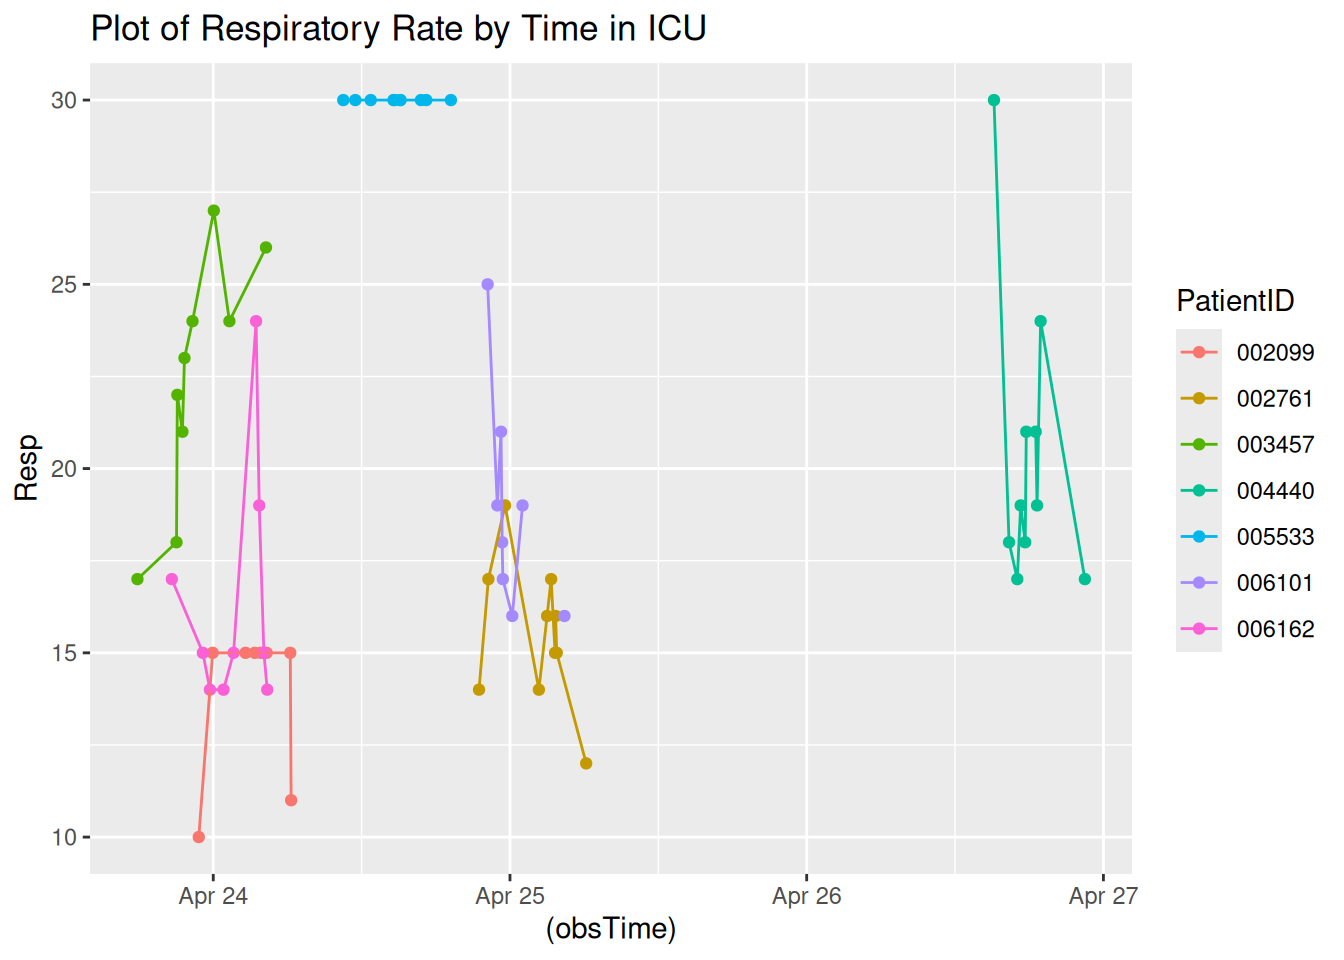 Plot of Respiratory Rate by Time in ICU
30
25
20
15
10
Resp
Apr 24
Apr 25
Apr 26
Apr 27
(obsTime)
PatientID
002099
002761
003457
004440
005533
006101
006162